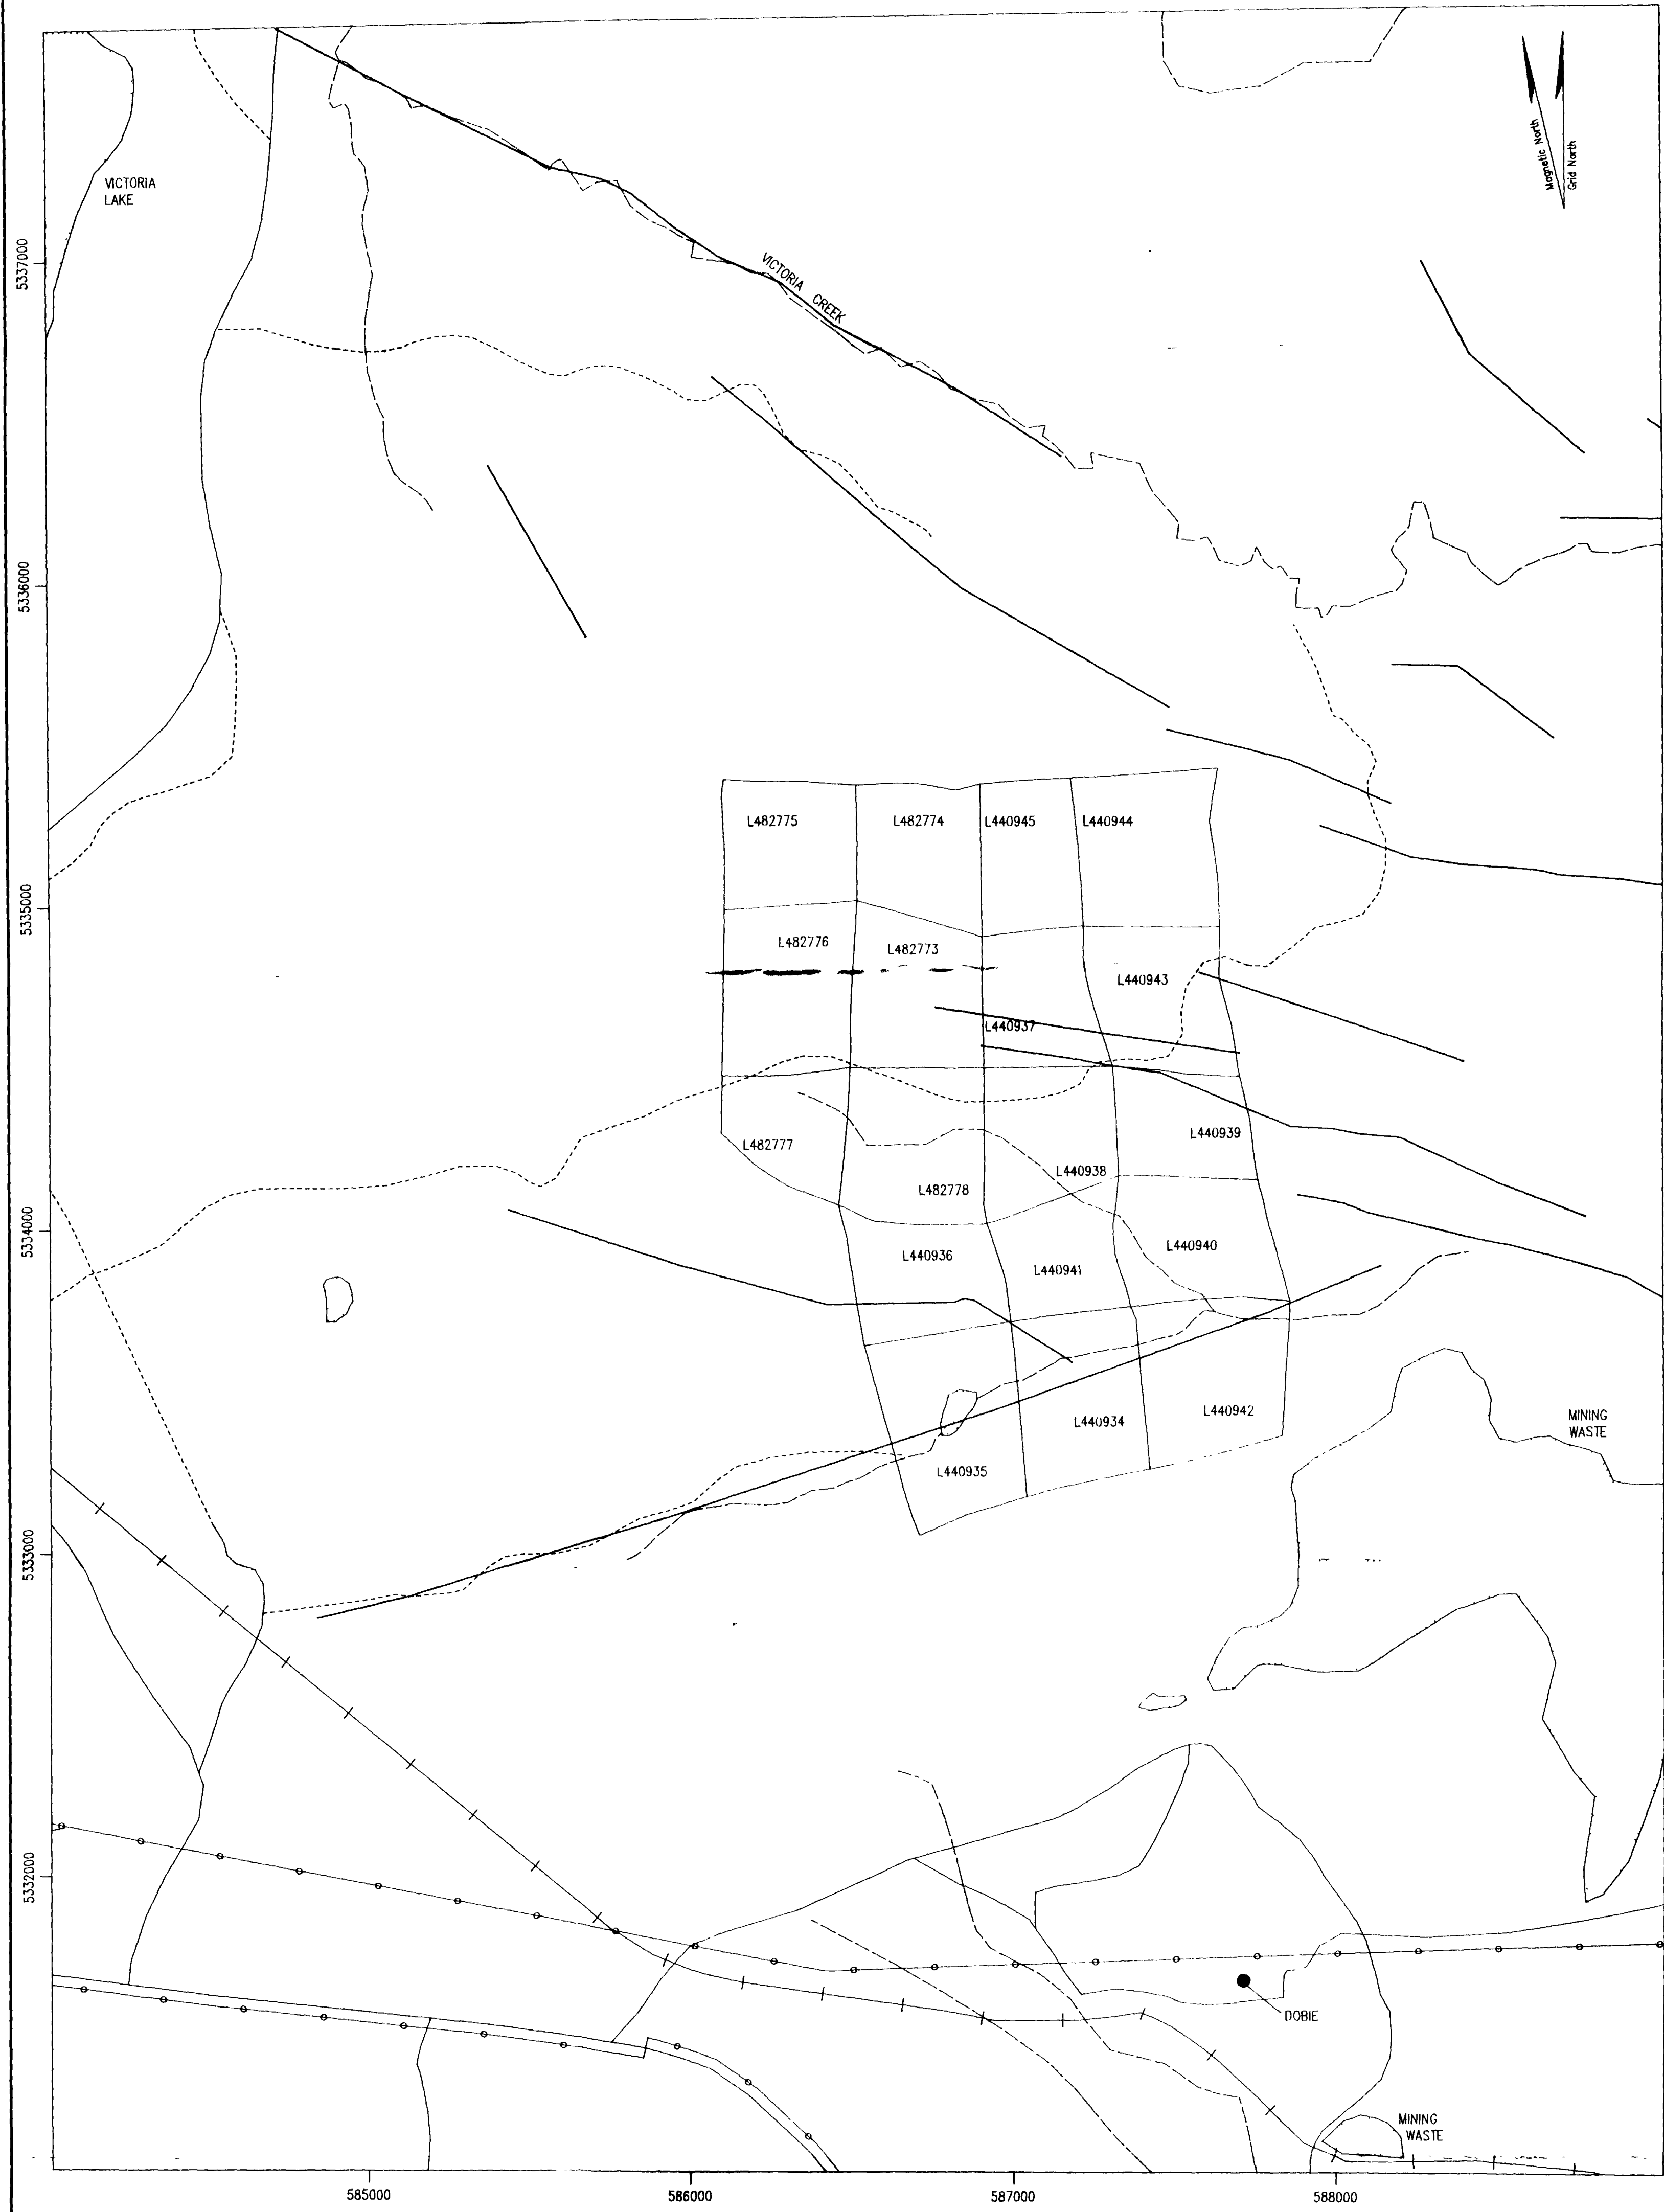 Magnetic North
Grid North
VICTORIA
LAKE
5337000
VICTORIA CREEK
5336000
L482775
L482774
L440945
L440944
5335000
L482776
L482773
L440943
L440937
L440939
L482777
L440938
L482778
5334000
L440936
L440940
L440941
L440942
L440934
MINING
WASTE
L440935
5333000
5332000
DOBIE
MINING
WASTE
585000
586000
587000
588000